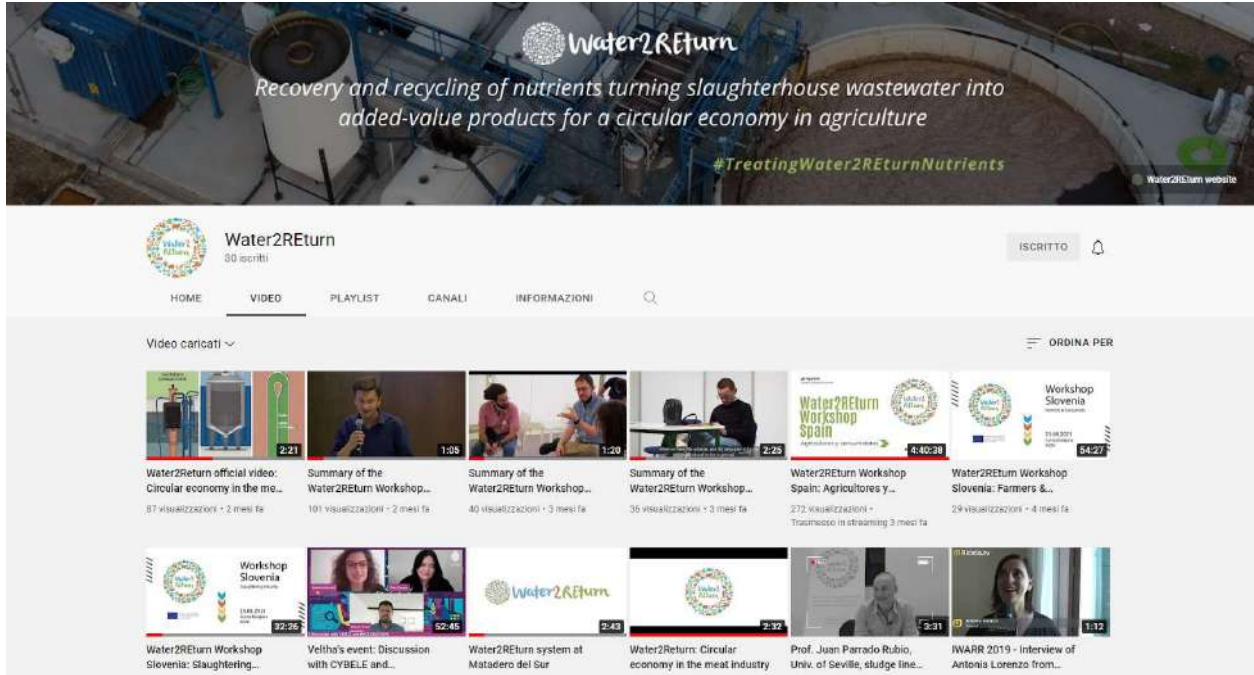 Water2REturn
Recovery and recycling of nutrients turning slaughterhouse wastewater into
added-value products for a circular economy in agriculture
#TreatingWater2REturnNutrients
Water2REturn website
Water2REturn
30 iscritti
ISCRITTO
HOME VIDEO PLAYLIST CANALI INFORMAZIONI
Video caricati
ORDINA PER
2:21
1:05
1:20
2:25
Water2REturn
Workshop
Spain
Agricultores y consumidores
4:40:38
Workshop
Slovenia
54:27
Water2Return official video:
Circular economy in the me...
87 visualizzazioni • 2 mesi fa
Summary of the
Water2REturn Workshop...
101 visualizzazioni • 2 mesi fa
Summary of the
Water2REturn Workshop...
40 visualizzazioni • 3 mesi fa
Summary of the
Water2REturn Workshop...
36 visualizzazioni • 3 mesi fa
Water2REturn Workshop
Spain: Agricultores y...
272 visualizzazioni •
Trasmesso in streaming 3 mesi fa
Water2REturn Workshop
Slovenia: Farmers &...
29 visualizzazioni • 4 mesi fa
Workshop
Slovenia
32:26
52:45
Water2REturn
2:43
Water2
REturn
2:32
3:31
1:12
Water2REturn Workshop
Slovenia: Slaughtering...
Veltha's event: Discussion
with CYBELE and...
Water2REturn system at
Matadero del Sur
Water2Return: Circular
economy in the meat industry
Prof. Juan Parrado Rubio,
Univ. of Seville, sludge line...
IWARR 2019 - Interview of
Antonia Lorenzo from...